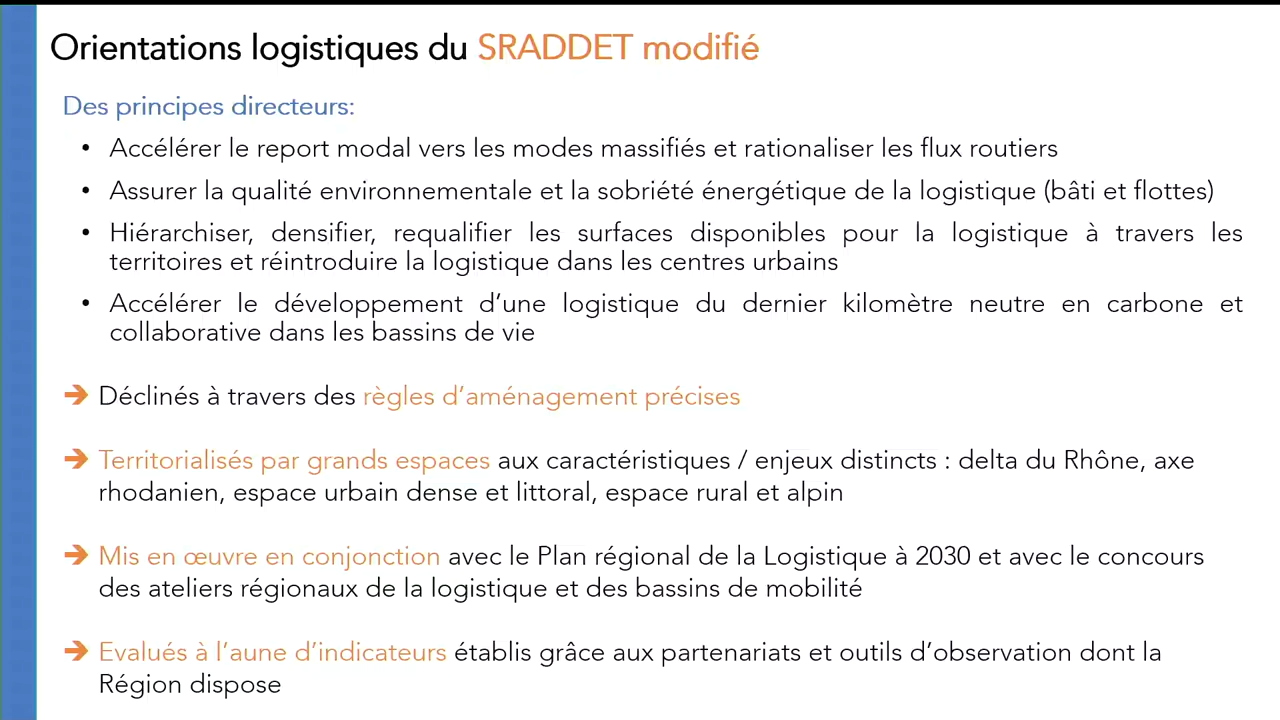 Orientations logistiques du SRADDET modifié
Des principes directeurs:
• Accélérer le report modal vers les modes massifiés et rationaliser les flux routiers
• Assurer la qualité environnementale et la sobriété énergétique de la logistique (bâti et flottes)
• Hiérarchiser, densifier, requalifier les surfaces disponibles pour la logistique à travers les
territoires et réintroduire la logistique dans les centres urbains
• Accélérer le développement d’une logistique du dernier kilomètre neutre en carbone et
collaborative dans les bassins de vie
➔ Déclinés à travers des règles d’aménagement précises
➔ Territorialisés par grands espaces aux caractéristiques / enjeux distincts : delta du Rhône, axe
rhodanien, espace urbain dense et littoral, espace rural et alpin
➔ Mis en œuvre en conjonction avec le Plan régional de la Logistique à 2030 et avec le concours
des ateliers régionaux de la logistique et des bassins de mobilité
➔ Evalués à l’aune d’indicateurs établis grâce aux partenariats et outils d’observation dont la
Région dispose